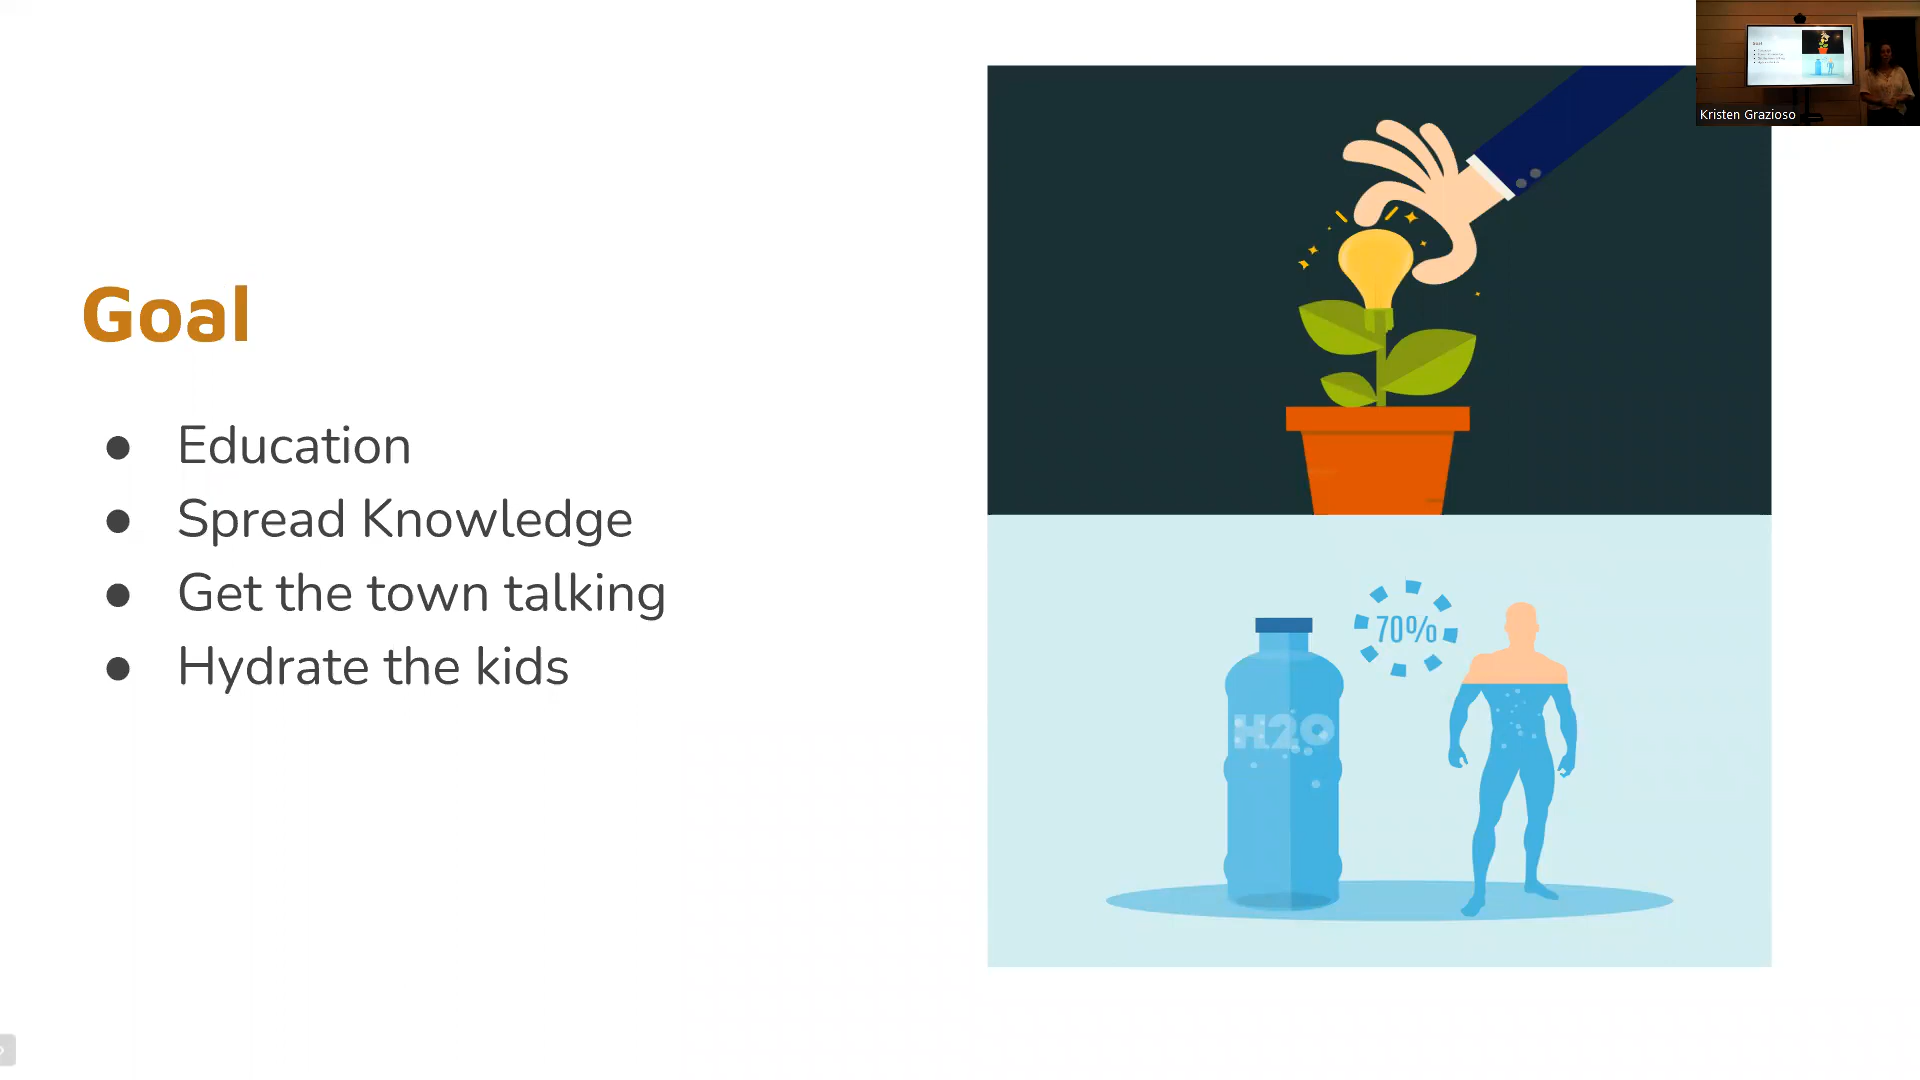 Kristen Grazioso
Goal
● Education
● Spread Knowledge
● Get the town talking
● Hydrate the kids
70%
H2O